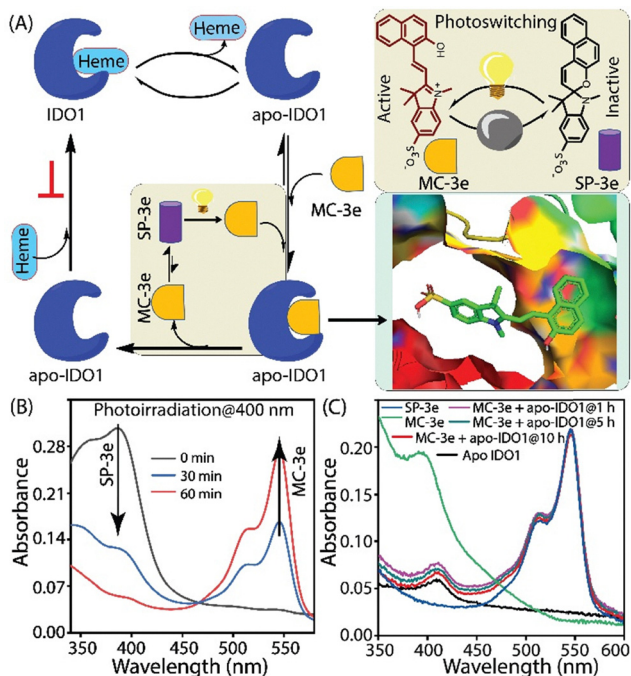 (A)
Heme
Heme
IDO1
apo-IDO1
Photoswitching
HO
N+
O
N
Active
Inactive
-O3S
-O3S
MC-3e
SP-3e
MC-3e
SP-3e
MC-3e
Heme
apo-IDO1
apo-IDO1
(B)
Photoirradiation@400 nm
SP-3e
0 min
30 min
60 min
MC-3e
Absorbance
0.28
0.21
0.14
0.07
0.00
350 400 450 500 550
Wavelength (nm)
(C)
SP-3e
MC-3e + apo-IDO1@1 h
MC-3e
MC-3e + apo-IDO1@5 h
MC-3e + apo-IDO1@10 h
Apo IDO1
Absorbance
0.20
0.15
0.10
0.05
0.00
350 400 450 500 550 600
Wavelength (nm)